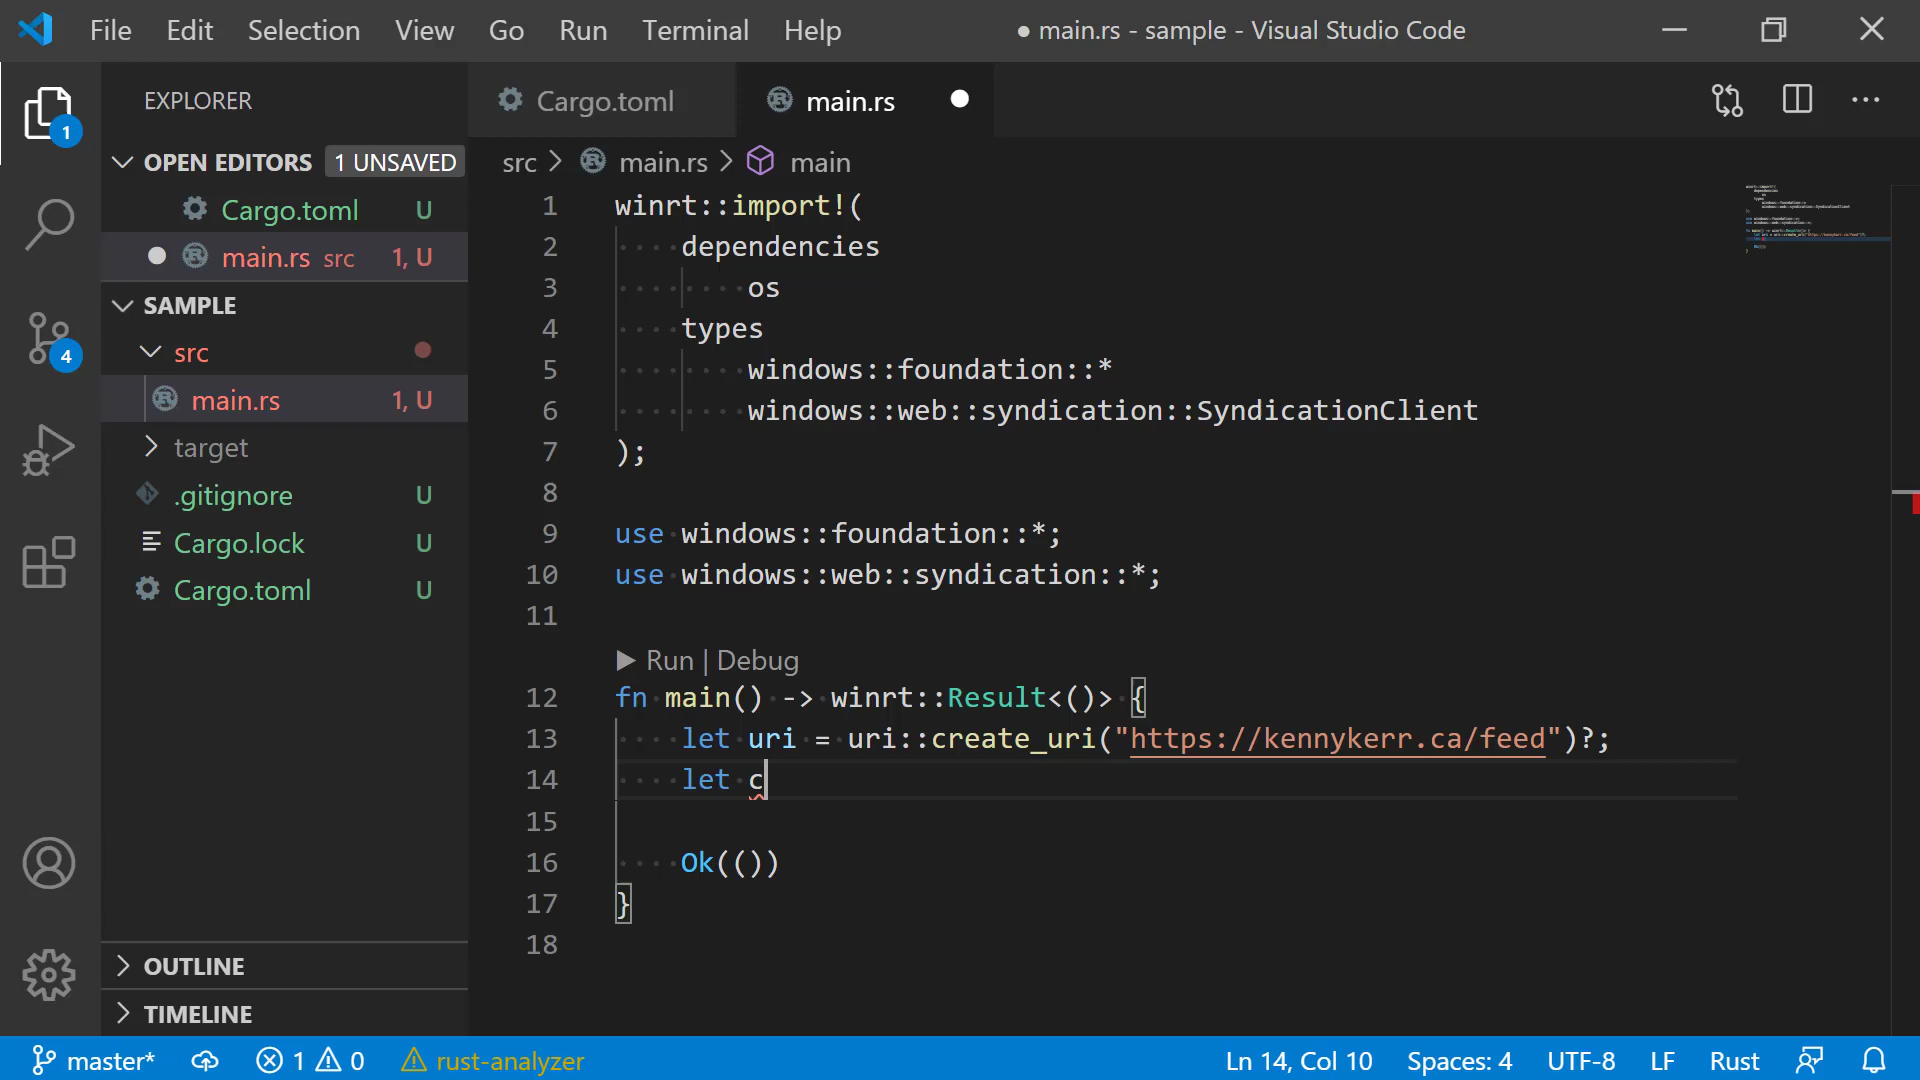 File Edit Selection View Go Run Terminal Help ● main.rs - sample - Visual Studio Code
EXPLORER
Cargo.toml
main.rs
1
OPEN EDITORS 1 UNSAVED
Cargo.toml U
main.rs src 1, U
SAMPLE
src
main.rs 1, U
target
.gitignore U
Cargo.lock U
Cargo.toml U
4
OUTLINE
TIMELINE
src > main.rs > main
1 winrt::import!(
2 dependencies
3 os
4 types
5 windows::foundation::*
6 windows::web::syndication::SyndicationClient
7 );
8
9 use windows::foundation::*;
10 use windows::web::syndication::*;
11
Run | Debug
12 fn main() -> winrt::Result<()> {
13 let uri = uri::create_uri("https://kennykerr.ca/feed")?;
14 let c
15
16 Ok(())
17 }
18
master* 1 0 rust-analyzer Ln 14, Col 10 Spaces: 4 UTF-8 LF Rust